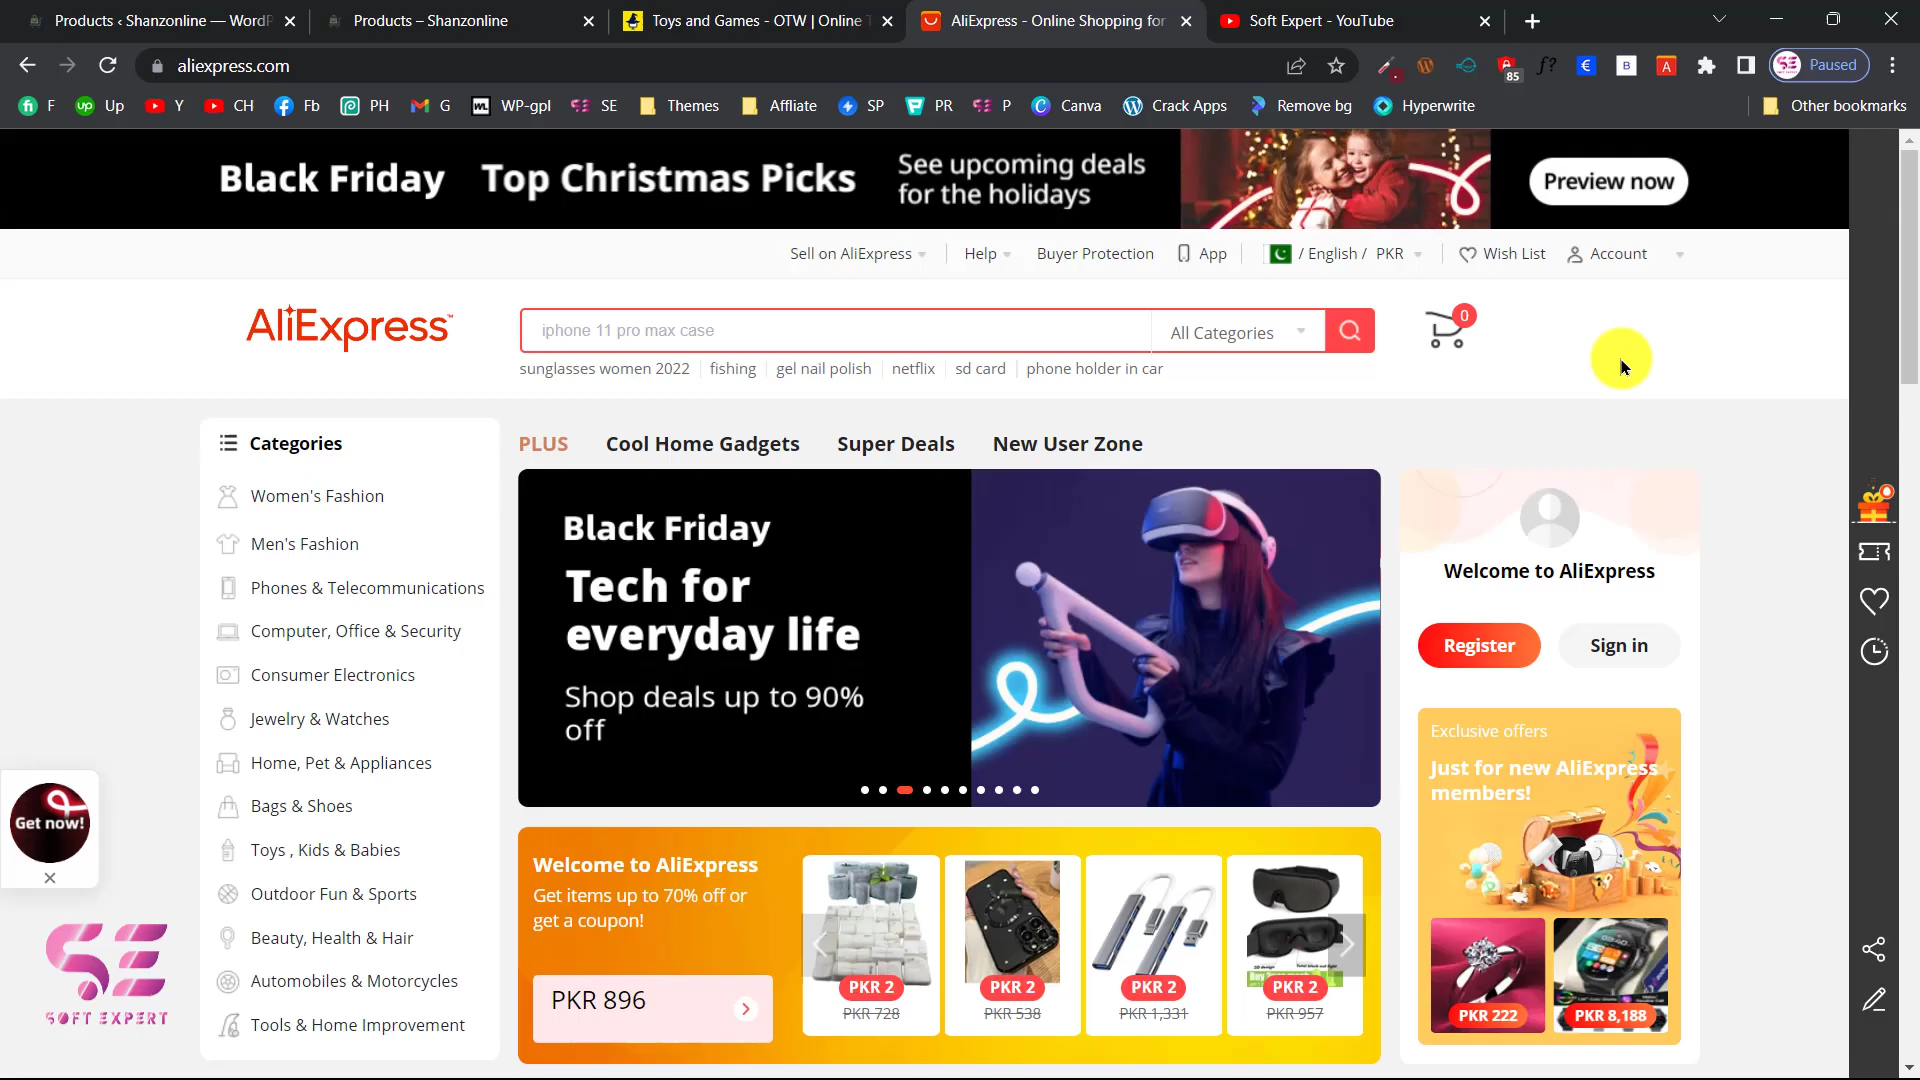 Products ‹ Shanzonline — WordP
Products – Shanzonline
Toys and Games - OTW | Online T
AliExpress - Online Shopping for
Soft Expert - YouTube
aliexpress.com
85
f?
€
B
A
SE
Paused
F
up Up
Y
CH
Fb
PH
G
WL WP-gpl
SE
Themes
Affliate
SP
PR
P
Canva
Crack Apps
Remove bg
Hyperwrite
Other bookmarks
Black Friday
Top Christmas Picks
See upcoming deals
for the holidays
Preview now
Sell on AliExpress
Help
Buyer Protection
App
/ English / PKR
Wish List
Account
AliExpress™
iphone 11 pro max case
All Categories
0
sunglasses women 2022
fishing
gel nail polish
netflix
sd card
phone holder in car
Categories
PLUS
Cool Home Gadgets
Super Deals
New User Zone
Women's Fashion
Men's Fashion
Phones & Telecommunications
Computer, Office & Security
Consumer Electronics
Jewelry & Watches
Home, Pet & Appliances
Bags & Shoes
Toys , Kids & Babies
Outdoor Fun & Sports
Beauty, Health & Hair
Automobiles & Motorcycles
Tools & Home Improvement
Black Friday
Tech for
everyday life
Shop deals up to 90%
off
Welcome to AliExpress
Register
Sign in
Exclusive offers
Just for new AliExpress
members!
PKR 222
PKR 8,188
Get now!
SOFT EXPERT
Welcome to AliExpress
Get items up to 70% off or
get a coupon!
PKR 896
PKR 2
PKR 728
PKR 2
PKR 538
PKR 2
PKR 1,331
PKR 2
PKR 957